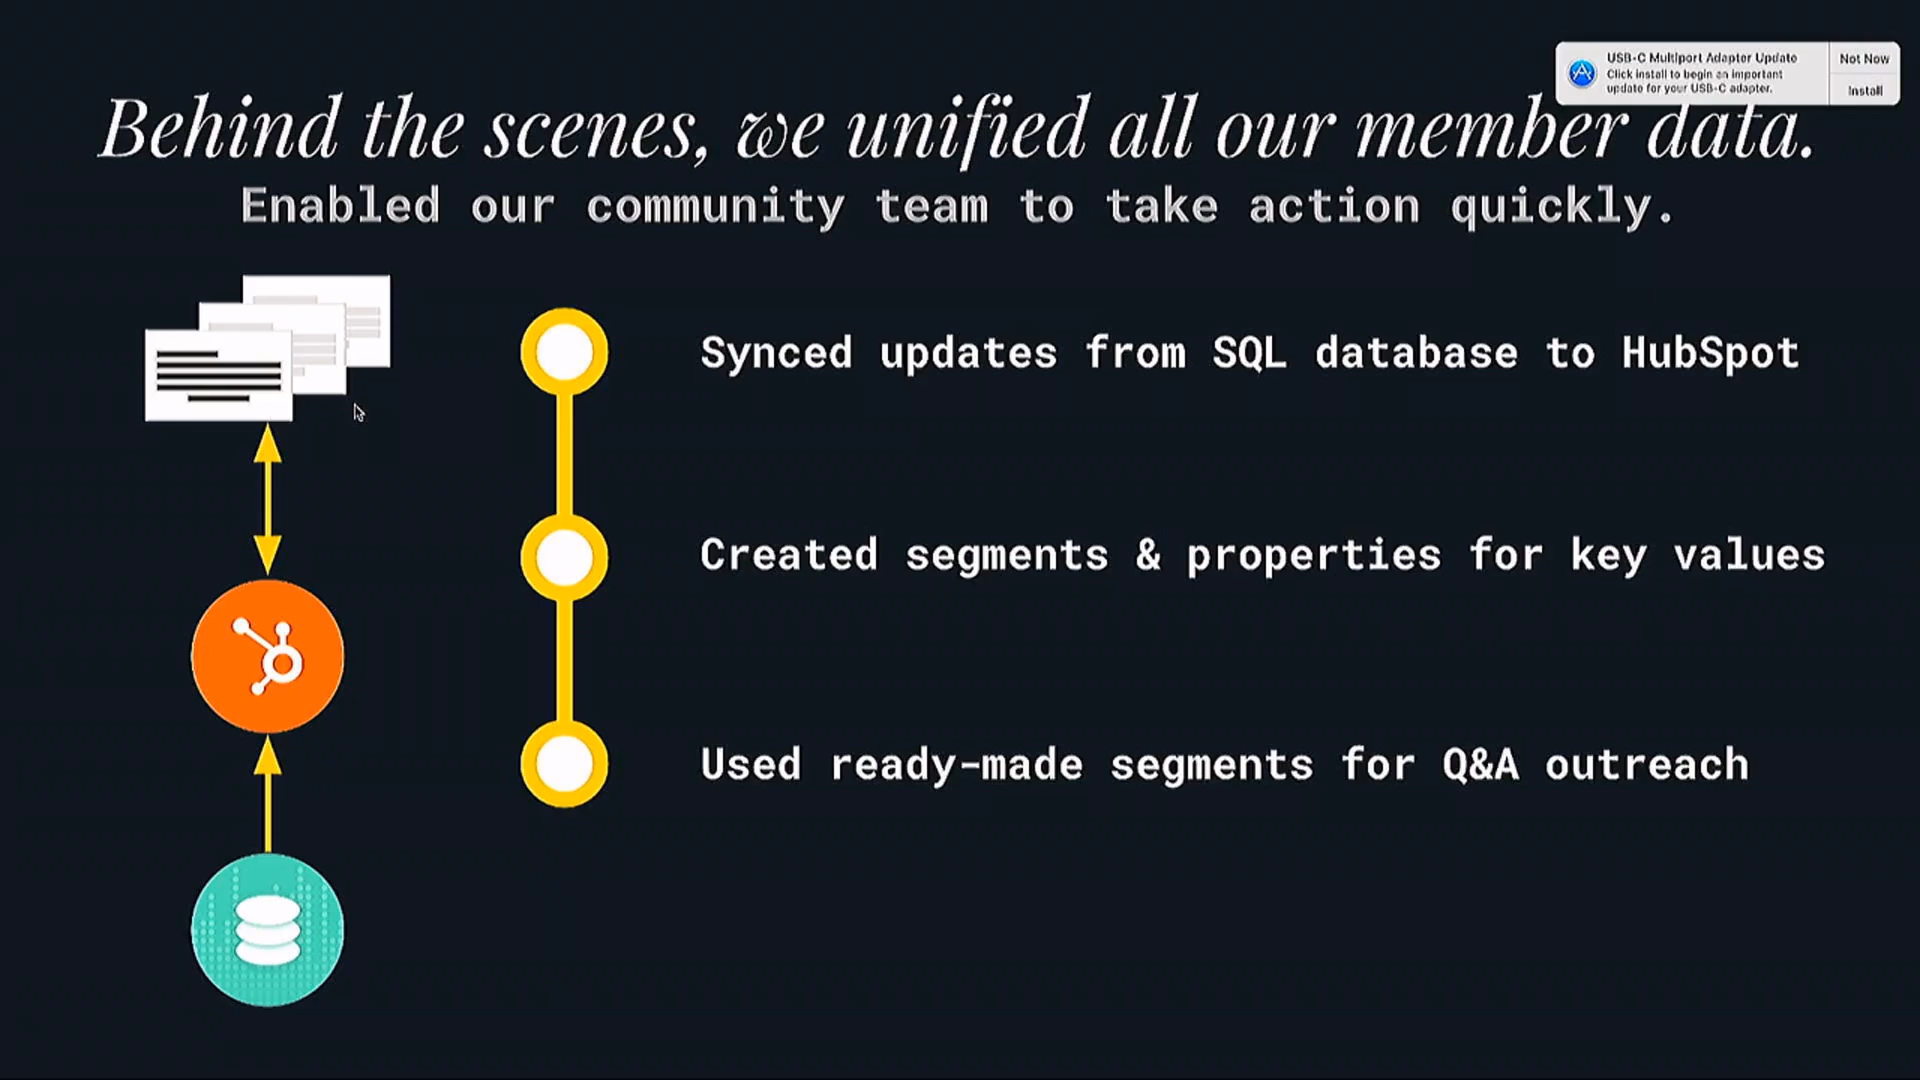 USB-C Multiport Adapter Update
Click install to begin an important
update for your USB-C adapter.
Not Now
Install
Behind the scenes, we unified all our member data.
Enabled our community team to take action quickly.
Synced updates from SQL database to HubSpot
Created segments & properties for key values
Used ready-made segments for Q&A outreach